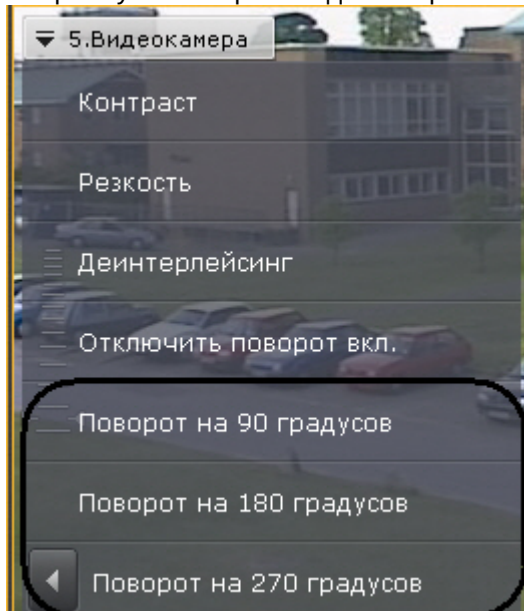 5.Видеокамера
Контраст
Резкость
Деинтерлейсинг
Отключить поворот вкл.
Поворот на 90 градусов
Поворот на 180 градусов
Поворот на 270 градусов